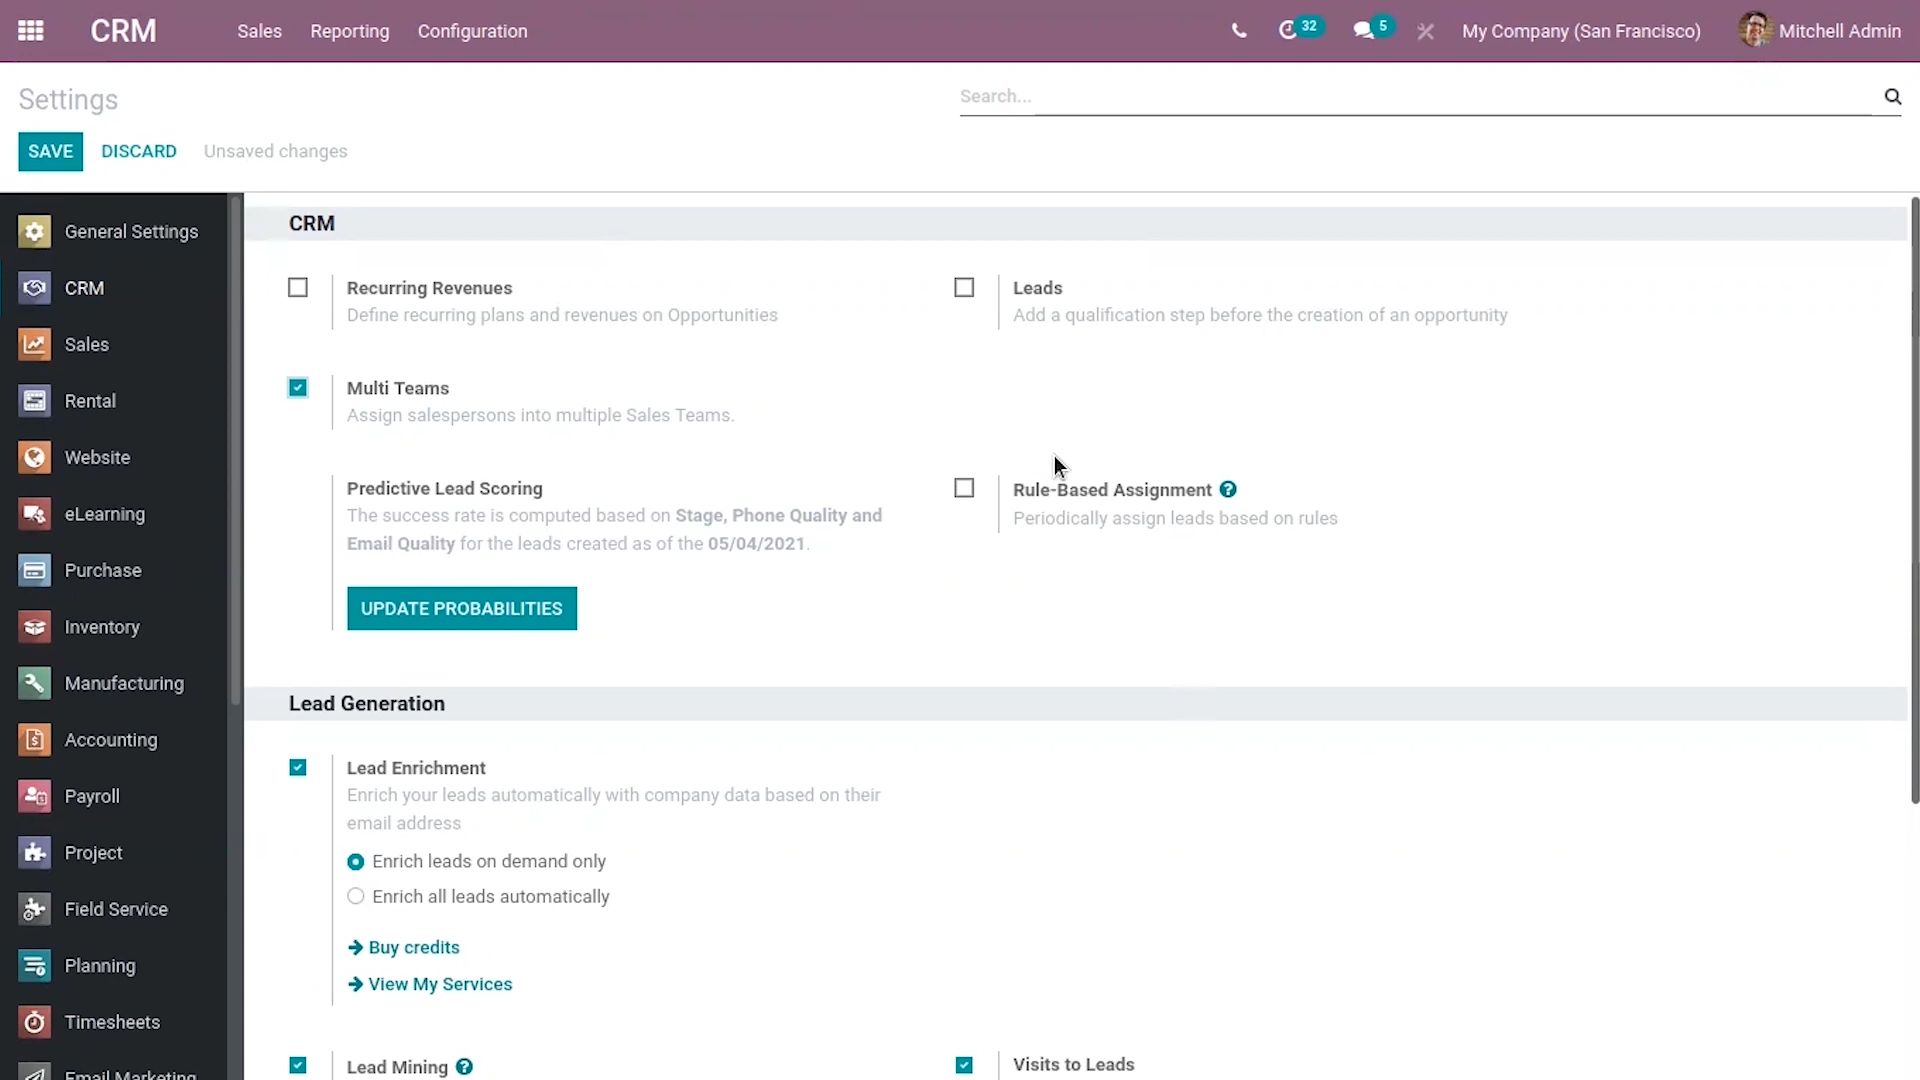 CRM
Sales
Reporting
Configuration
32
5
My Company (San Francisco)
Mitchell Admin
Settings
Search...
SAVE
DISCARD
Unsaved changes
General Settings
CRM
Sales
Rental
Website
eLearning
Purchase
Inventory
Manufacturing
Accounting
Payroll
Project
Field Service
Planning
Timesheets
Email Marketing
CRM
Recurring Revenues
Define recurring plans and revenues on Opportunities
Leads
Add a qualification step before the creation of an opportunity
Multi Teams
Assign salespersons into multiple Sales Teams.
Predictive Lead Scoring
The success rate is computed based on Stage, Phone Quality and
Email Quality for the leads created as of the 05/04/2021.
UPDATE PROBABILITIES
Rule-Based Assignment ?
Periodically assign leads based on rules
Lead Generation
Lead Enrichment
Enrich your leads automatically with company data based on their
email address
Enrich leads on demand only
Enrich all leads automatically
Buy credits
View My Services
Lead Mining ?
Visits to Leads